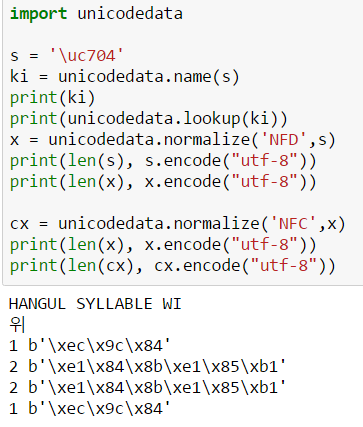 import unicodedata
s = '\uc704'
ki = unicodedata.name(s)
print(ki)
print(unicodedata.lookup(ki))
x = unicodedata.normalize('NFD',s)
print(len(s), s.encode("utf-8"))
print(len(x), x.encode("utf-8"))
cx = unicodedata.normalize('NFC',x)
print(len(x), x.encode("utf-8"))
print(len(cx), cx.encode("utf-8"))
HANGUL SYLLABLE WI
위
1 b'\xec\x9c\x84'
2 b'\xe1\x84\x8b\xe1\x85\xb1'
2 b'\xe1\x84\x8b\xe1\x85\xb1'
1 b'\xec\x9c\x84'